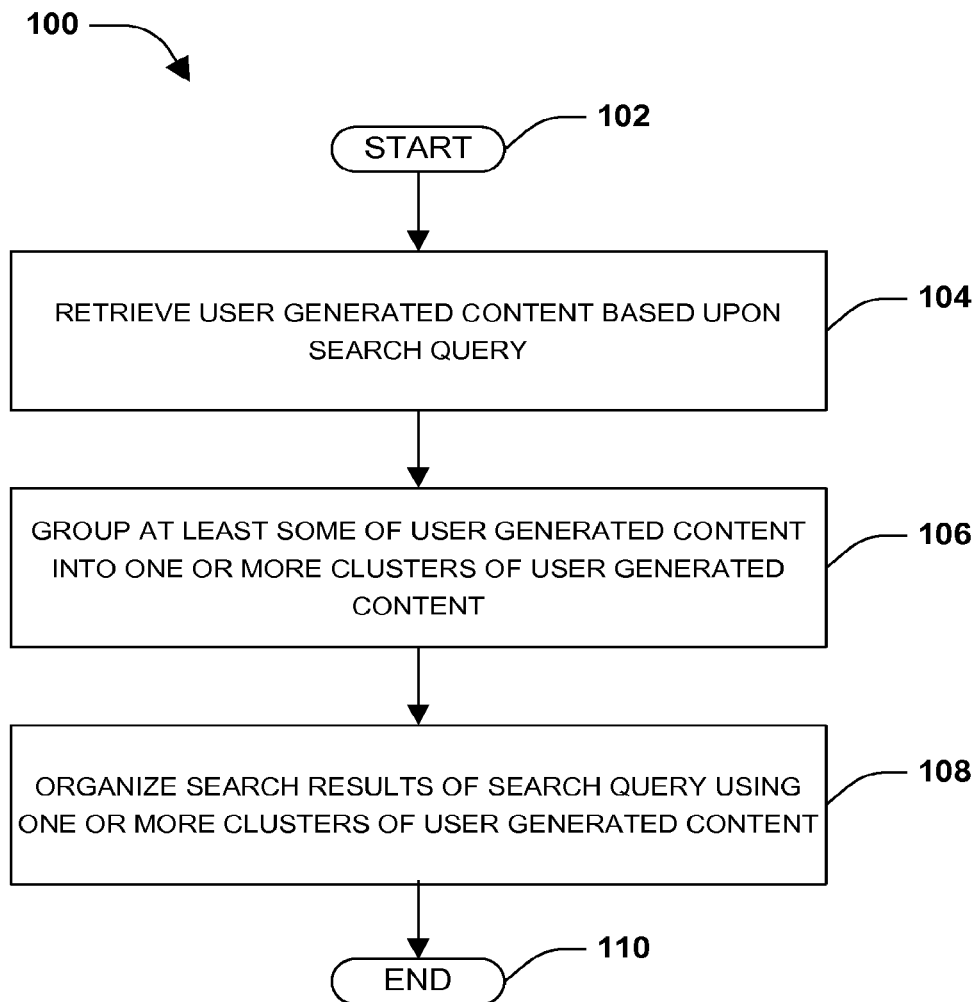 100
102
START
104
RETRIEVE USER GENERATED CONTENT BASED UPON
SEARCH QUERY
106
GROUP AT LEAST SOME OF USER GENERATED CONTENT
INTO ONE OR MORE CLUSTERS OF USER GENERATED
CONTENT
108
ORGANIZE SEARCH RESULTS OF SEARCH QUERY USING
ONE OR MORE CLUSTERS OF USER GENERATED CONTENT
110
END